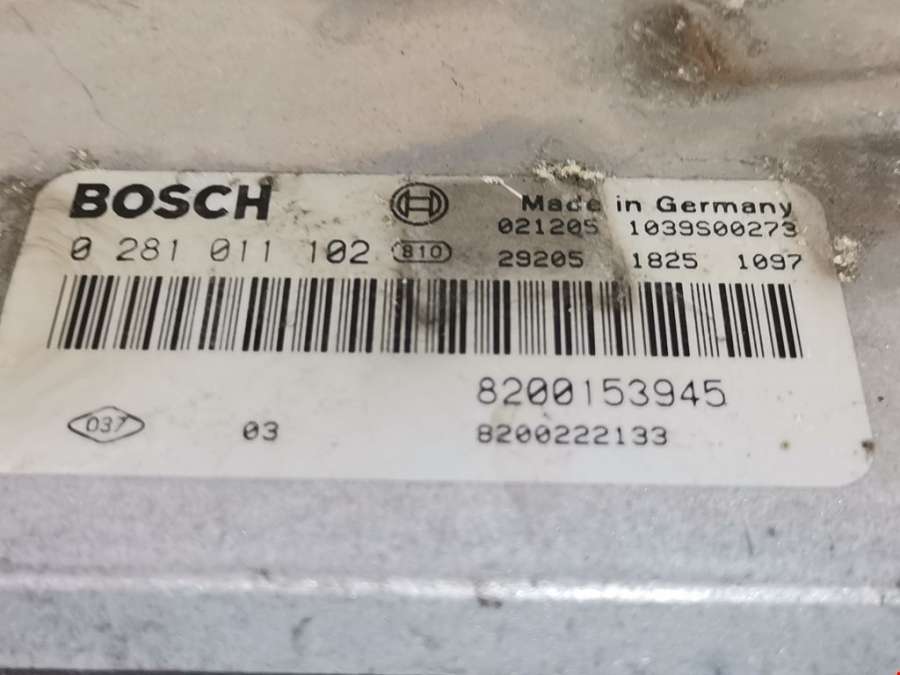 BOSCH
Made in Germany
021205 1039S00273
0 281 011 102 810
29205 1825 1097
8200153945
037 03
8200222133